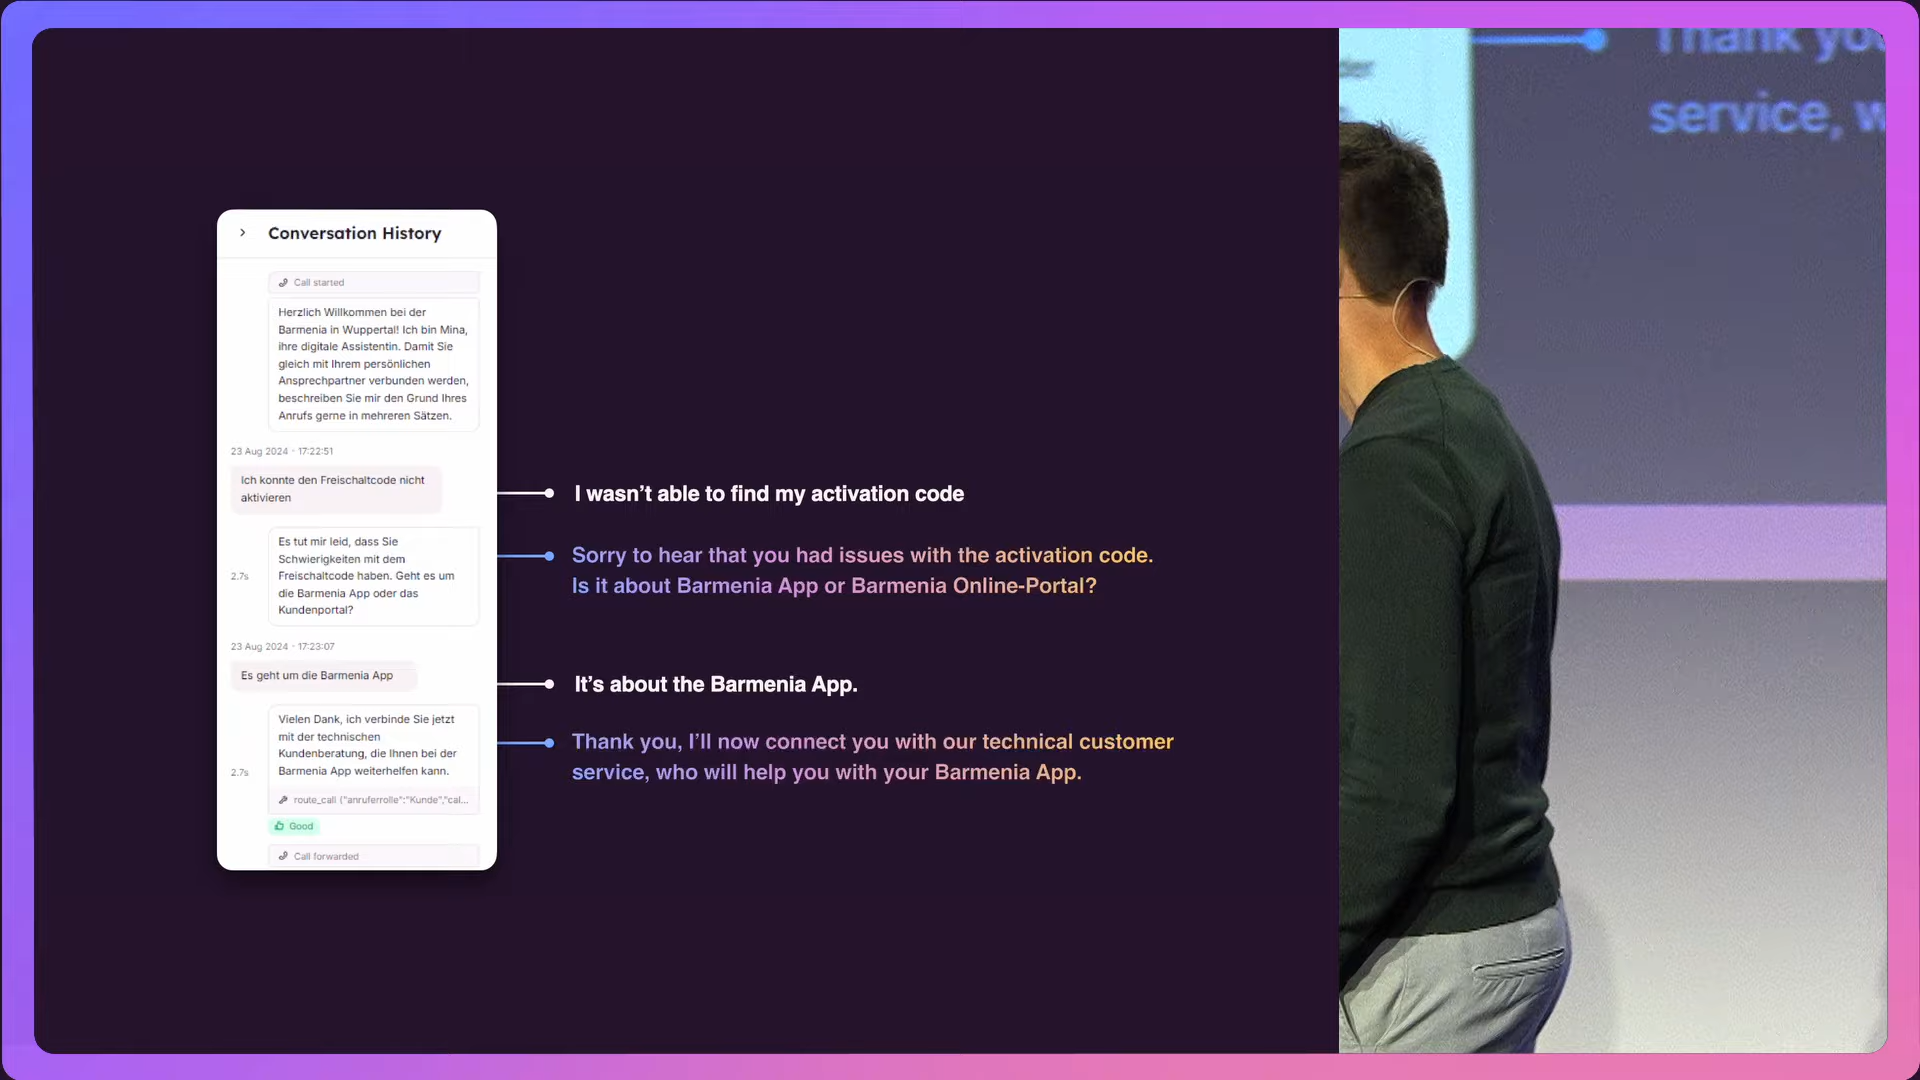 Conversation History
Call started
Herzlich Willkommen bei der
Barmenia in Wuppertal! Ich bin Mina,
ihre digitale Assistentin. Damit Sie
gleich mit Ihrem persönlichen
Ansprechpartner verbunden werden,
beschreiben Sie mir den Grund Ihres
Anrufs gerne in mehreren Sätzen.
23 Aug 2024 · 17:22:51
Ich konnte den Freischaltcode nicht
aktivieren
I wasn’t able to find my activation code
Es tut mir leid, dass Sie
Schwierigkeiten mit dem
Freischaltcode haben. Geht es um
die Barmenia App oder das
Kundenportal?
2.7s
Sorry to hear that you had issues with the activation code.
Is it about Barmenia App or Barmenia Online-Portal?
23 Aug 2024 · 17:23:07
Es geht um die Barmenia App
It’s about the Barmenia App.
Vielen Dank, ich verbinde Sie jetzt
mit der technischen
Kundenberatung, die Ihnen bei der
Barmenia App weiterhelfen kann.
2.7s
route_call {"anruferrolle":"Kunde","cal...
Good
Call forwarded
Thank you, I’ll now connect you with our technical customer
service, who will help you with your Barmenia App.
Thank you
service, w